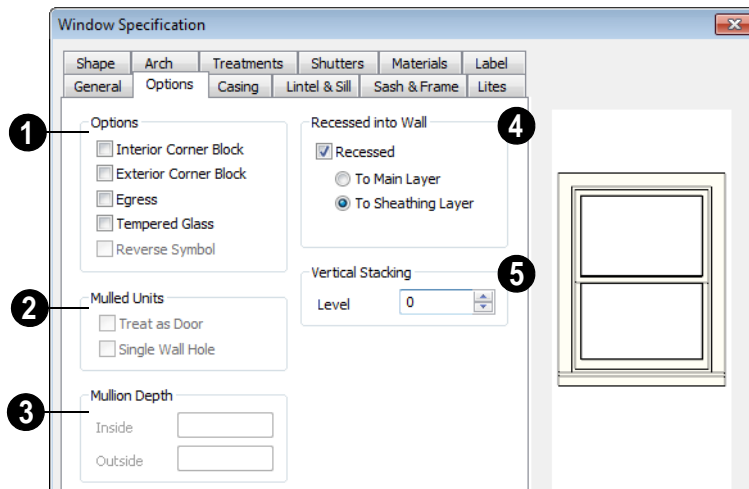 Window Specification
Shape Arch Treatments Shutters Materials Label
General Options Casing Lintel & Sill Sash & Frame Lites
1
Options
Interior Corner Block
Exterior Corner Block
Egress
Tempered Glass
Reverse Symbol
2
Mulled Units
Treat as Door
Single Wall Hole
3
Mullion Depth
Inside
Outside
4
Recessed into Wall
Recessed
To Main Layer
To Sheathing Layer
5
Vertical Stacking
Level 0